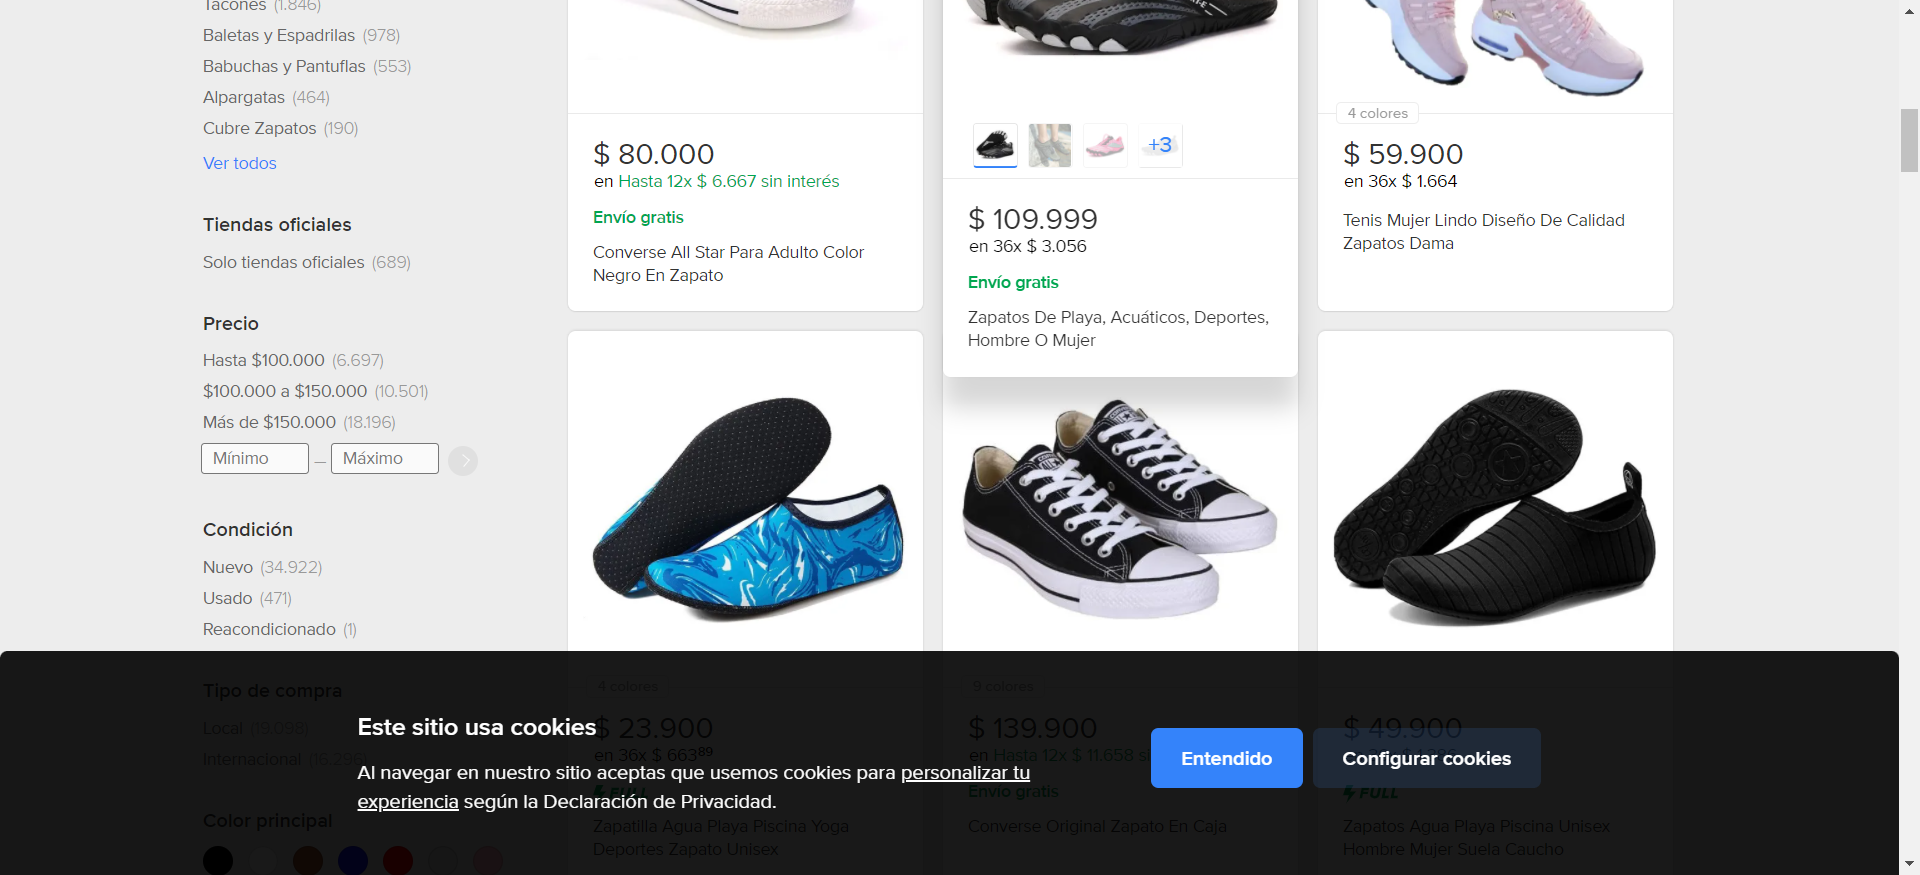 Tacones (1.846)
Baletas y Espadrilas (978)
Babuchas y Pantuflas (553)
Alpargatas (464)
Cubre Zapatos (190)
Ver todos
Tiendas oficiales
Solo tiendas oficiales (689)
Precio
Hasta $100.000 (6.697)
$100.000 a $150.000 (10.501)
Más de $150.000 (18.196)
Mínimo — Máximo
Condición
Nuevo (34.922)
Usado (471)
Reacondicionado (1)
Tipo de compra
Local (19.098)
Internacional
Color principal
$ 80.000
en Hasta 12x $ 6.667 sin interés
Envío gratis
Converse All Star Para Adulto Color
Negro En Zapato
+3
$ 109.999
en 36x $ 3.056
Envío gratis
Zapatos De Playa, Acuáticos, Deportes,
Hombre O Mujer
4 colores
$ 59.900
en 36x $ 1.664
Tenis Mujer Lindo Diseño De Calidad
Zapatos Dama
4 colores
$ 23.900
en 36x $ 663⁸⁹
FULL
Zapatilla Agua Playa Piscina Yoga
Deportes Zapato Unisex
9 colores
$ 139.900
en Hasta 12x $ 11.658
Envío gratis
Converse Original Zapato En Caja
$ 49.900
FULL
Zapatos Agua Playa Piscina Unisex
Hombre Mujer Suela Caucho
Este sitio usa cookies
Al navegar en nuestro sitio aceptas que usemos cookies para personalizar tu
experiencia según la Declaración de Privacidad.
Entendido
Configurar cookies